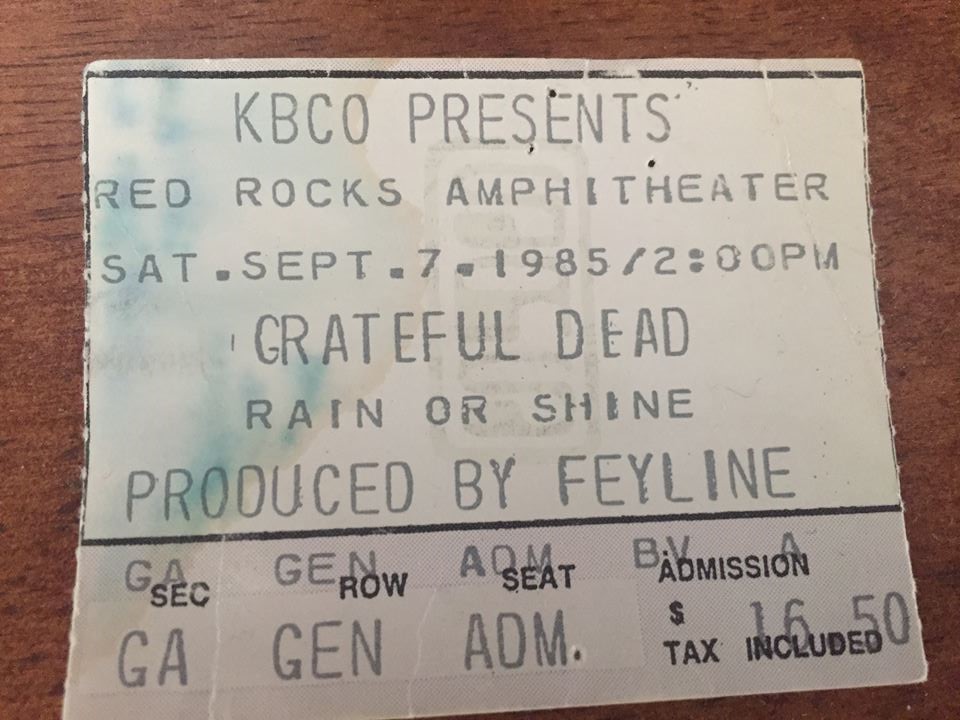 KBCO PRESENTS
RED ROCKS AMPHITHEATER
SAT.SEPT.7.1985/2:00PM
GRATEFUL DEAD
RAIN OR SHINE
PRODUCED BY FEYLINE
GA GEN ADM BY A
SEC ROW SEAT ADMISSION
GA GEN ADM. $ 16.50
TAX INCLUDED